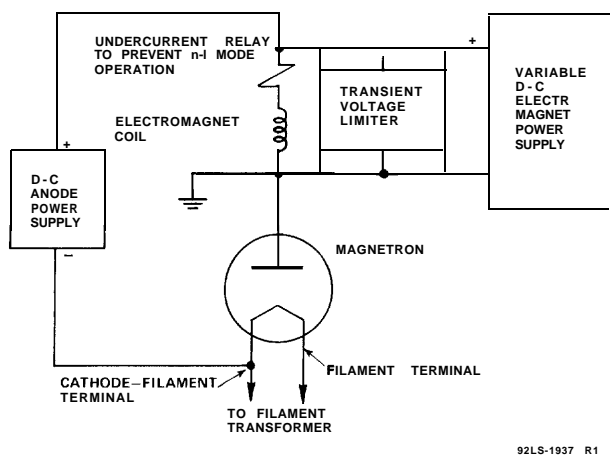 UNDERCURRENT RELAY
TO PREVENT n-l MODE
OPERATION
ELECTROMAGNET
COIL
+
TRANSIENT
VOLTAGE
LIMITER
VARIABLE
D-C
ELECTR
MAGNET
POWER
SUPPLY
+
D-C
ANODE
POWER
SUPPLY
−
MAGNETRON
CATHODE–FILAMENT
TERMINAL
FILAMENT TERMINAL
TO FILAMENT
TRANSFORMER
92LS-1937 R1